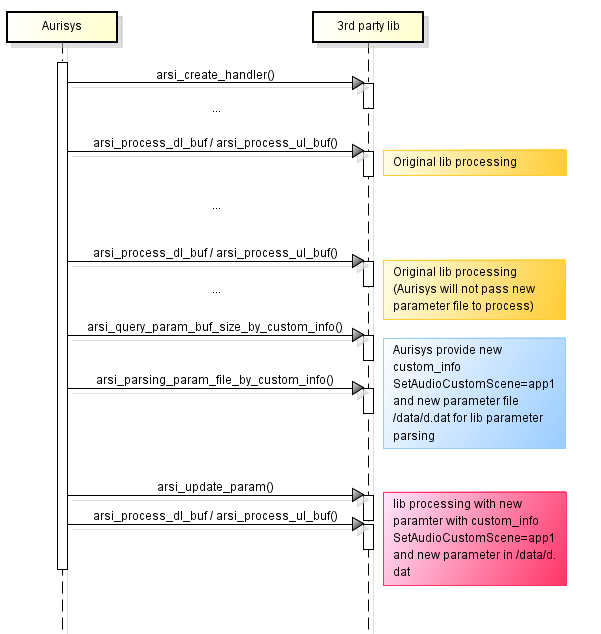 Aurisys
3rd party lib
arsi_create_handler()
...
arsi_process_dl_buf / arsi_process_ul_buf()
Original lib processing
...
arsi_process_dl_buf / arsi_process_ul_buf()
Original lib processing
(Aurisys will not pass new
parameter file to process)
...
arsi_query_param_buf_size_by_custom_info()
Aurisys provide new
custom_info
SetAudioCustomScene=app1
and new parameter file
/data/d.dat for lib parameter
parsing
arsi_parsing_param_file_by_custom_info()
arsi_update_param()
arsi_process_dl_buf / arsi_process_ul_buf()
lib processing with new
paramter with custom_info
SetAudioCustomScene=app1
and new parameter in /data/d.
dat